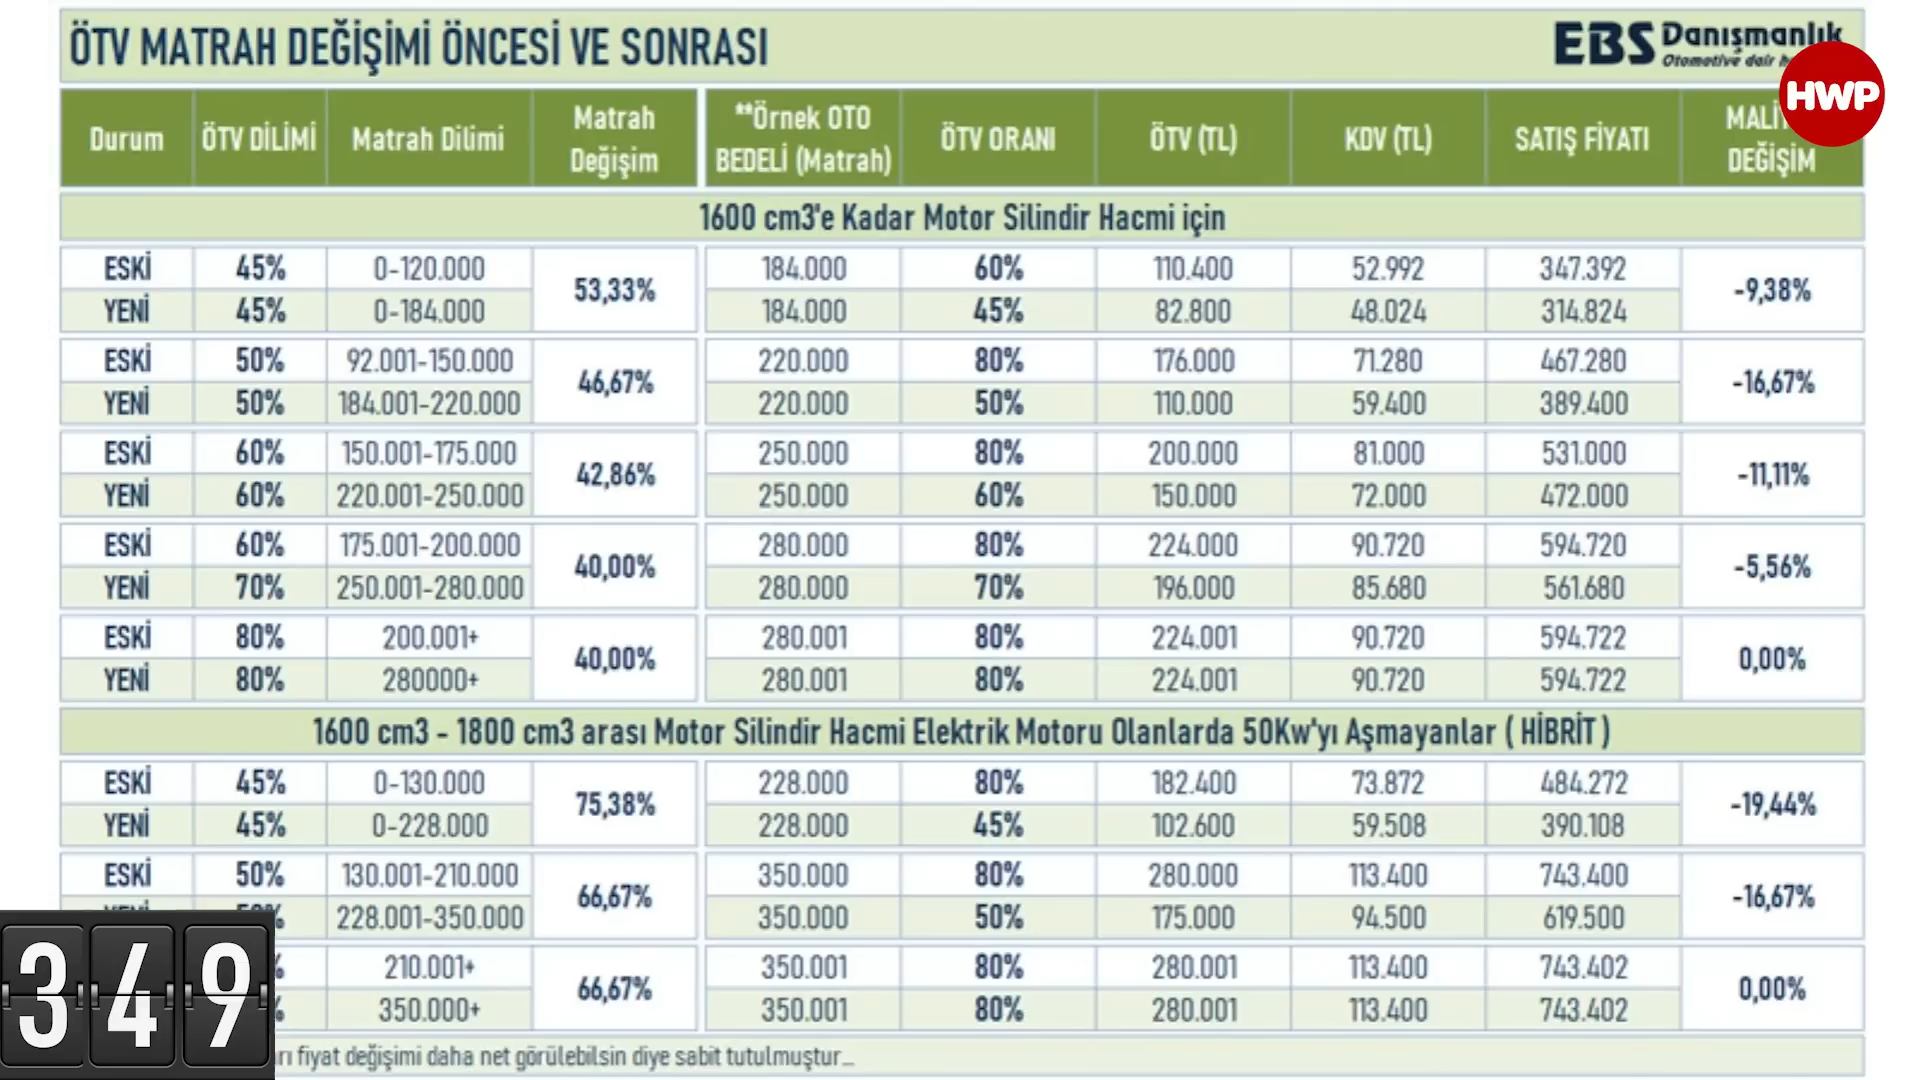 ÖTV MATRAH DEĞİŞİMİ ÖNCESİ VE SONRASI
EBS Danışmanlık
Otomotive dair
HWP
Durum ÖTV DİLİMİ Matrah Dilimi Matrah Değişim **Örnek OTO BEDELİ (Matrah) ÖTV ORANI ÖTV (TL) KDV (TL) SATIŞ FİYATI DEĞİŞİM
1600 cm3'e Kadar Motor Silindir Hacmi için
ESKİ 45% 0-120.000 53,33% 184.000 60% 110.400 52.992 347.392 -9,38%
YENİ 45% 0-184.000 184.000 45% 82.800 48.024 314.824
ESKİ 50% 92.001-150.000 46,67% 220.000 80% 176.000 71.280 467.280 -16,67%
YENİ 50% 184.001-220.000 220.000 50% 110.000 59.400 389.400
ESKİ 60% 150.001-175.000 42,86% 250.000 80% 200.000 81.000 531.000 -11,11%
YENİ 60% 220.001-250.000 250.000 60% 150.000 72.000 472.000
ESKİ 60% 175.001-200.000 40,00% 280.000 80% 224.000 90.720 594.720 -5,56%
YENİ 70% 250.001-280.000 280.000 70% 196.000 85.680 561.680
ESKİ 80% 200.001+ 40,00% 280.001 80% 224.001 90.720 594.722 0,00%
YENİ 80% 280000+ 280.001 80% 224.001 90.720 594.722
1600 cm3 - 1800 cm3 arası Motor Silindir Hacmi Elektrik Motoru Olanlarda 50Kw'yı Aşmayanlar ( HİBRİT )
ESKİ 45% 0-130.000 75,38% 228.000 80% 182.400 73.872 484.272 -19,44%
YENİ 45% 0-228.000 228.000 45% 102.600 59.508 390.108
ESKİ 50% 130.001-210.000 66,67% 350.000 80% 280.000 113.400 743.400 -16,67%
228.001-350.000 350.000 50% 175.000 94.500 619.500
210.001+ 66,67% 350.001 80% 280.001 113.400 743.402 0,00%
350.000+ 350.001 80% 280.001 113.400 743.402
fiyat değişimi daha net görülebilsin diye sabit tutulmuştur...
349